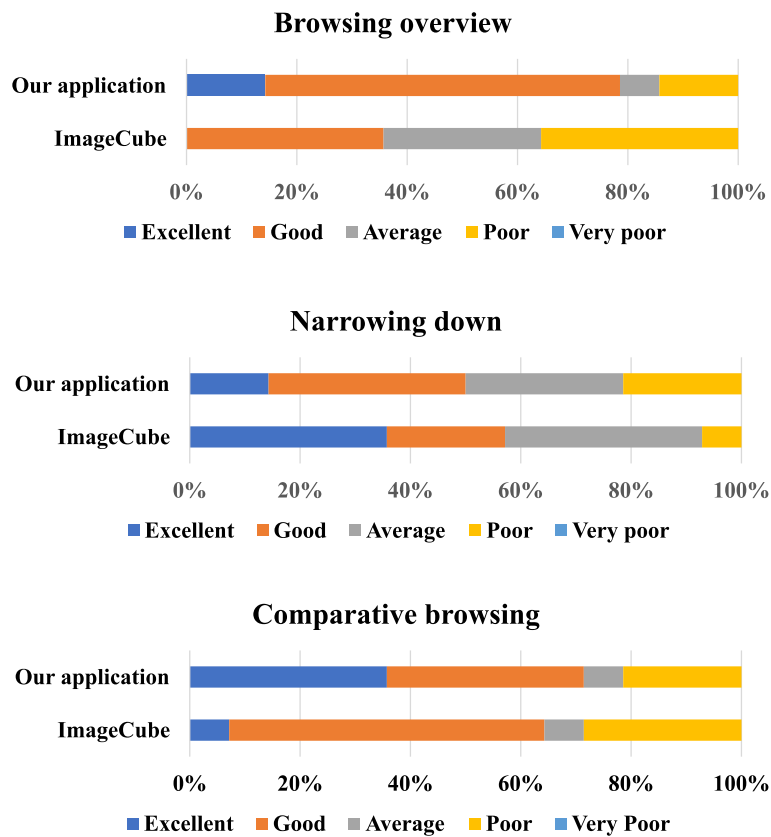 Browsing overview
Our application
ImageCube
0% 20% 40% 60% 80% 100%
Excellent Good Average Poor Very poor
Narrowing down
Our application
ImageCube
0% 20% 40% 60% 80% 100%
Excellent Good Average Poor Very poor
Comparative browsing
Our application
ImageCube
0% 20% 40% 60% 80% 100%
Excellent Good Average Poor Very Poor